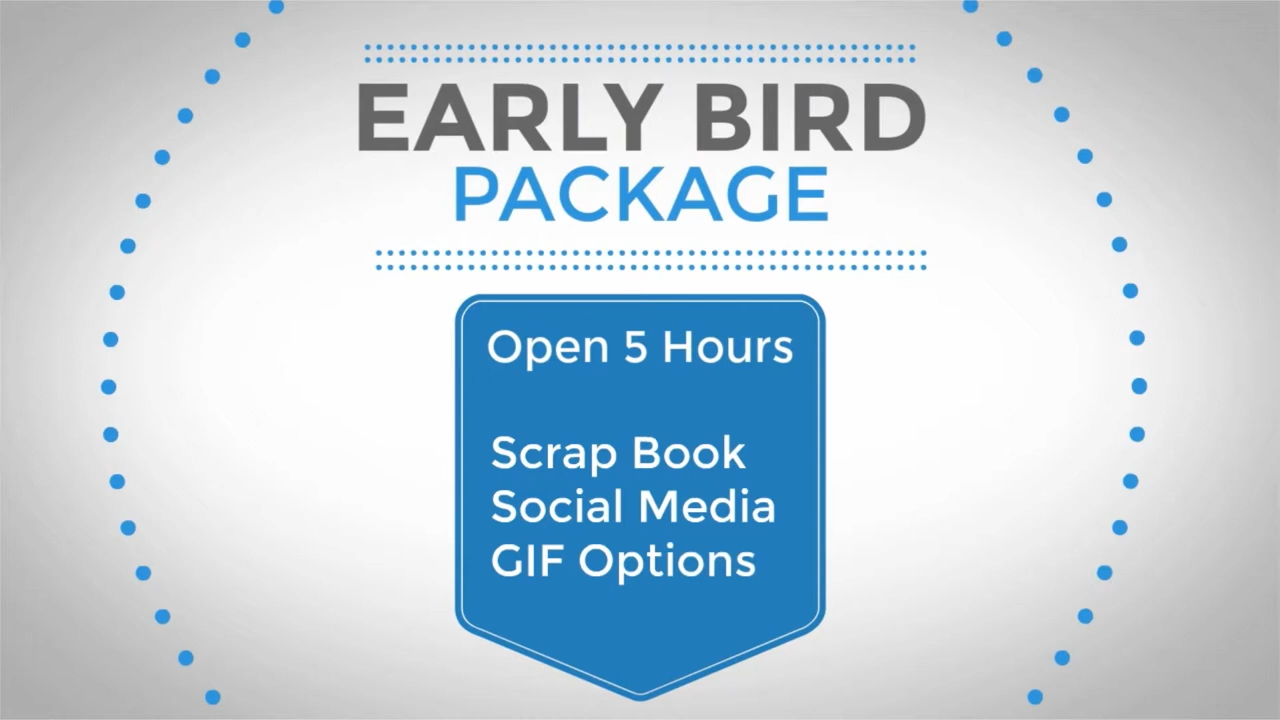 EARLY BIRD
PACKAGE
Open 5 Hours
Scrap Book
Social Media
GIF Options